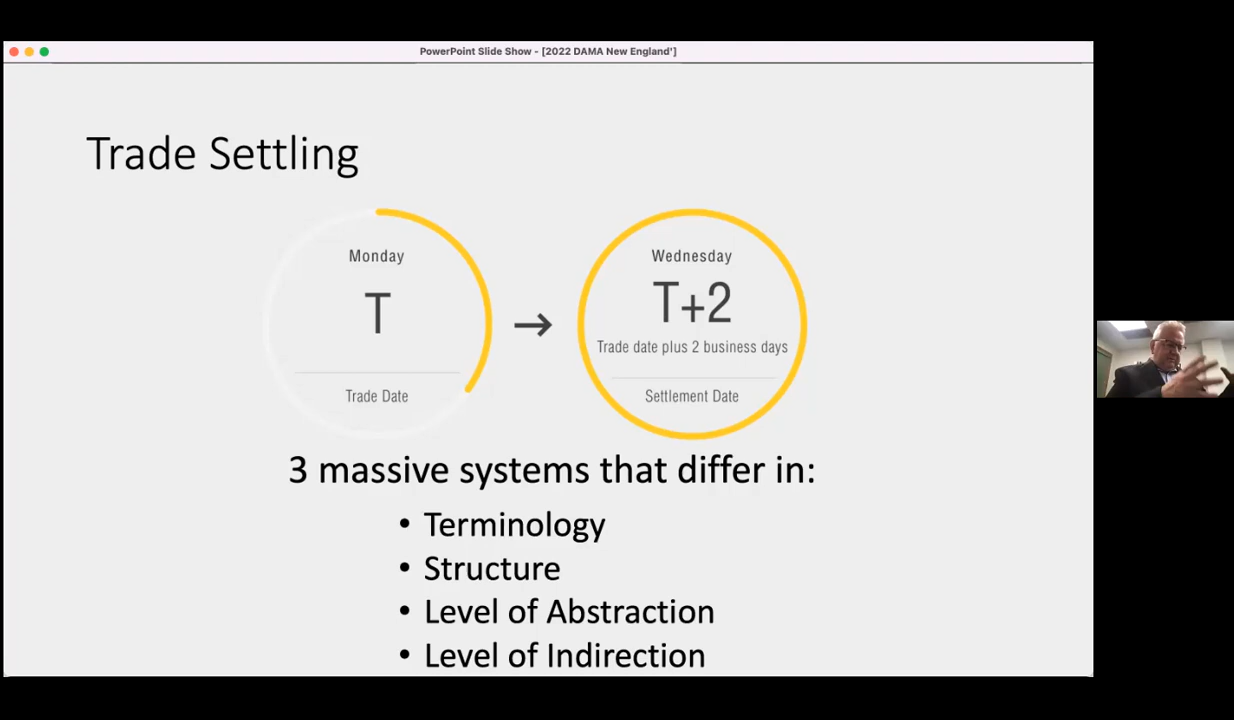 PowerPoint Slide Show - [2022 DAMA New England']
Trade Settling
Monday
T
Trade Date
→
Wednesday
T+2
Trade date plus 2 business days
Settlement Date
3 massive systems that differ in:
• Terminology
• Structure
• Level of Abstraction
• Level of Indirection